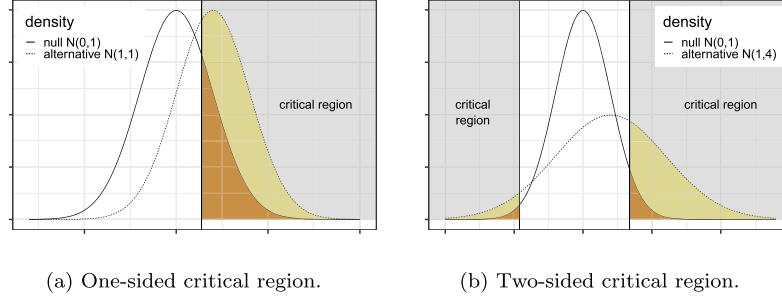 density
null N(0,1)
alternative N(1,1)
critical region
(a) One-sided critical region.
density
null N(0,1)
alternative N(1,4)
critical
region
critical region
(b) Two-sided critical region.